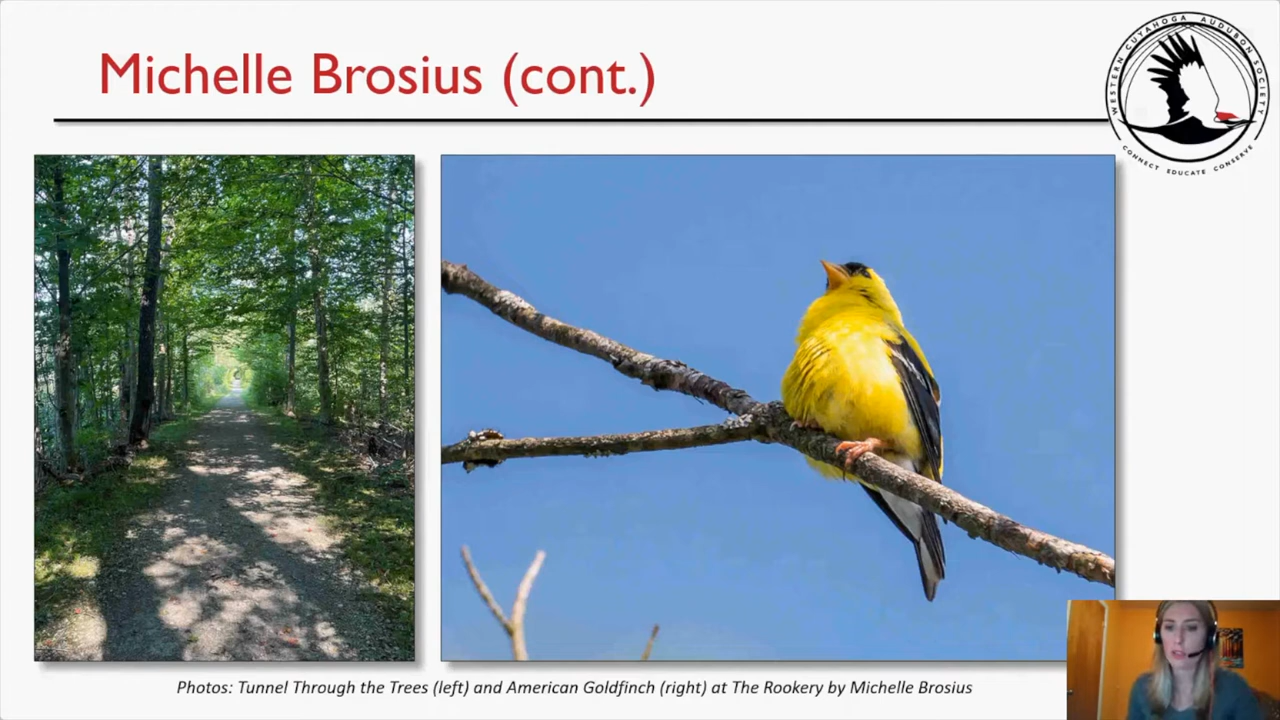 Michelle Brosius (cont.)
WESTERN CUYAHOGA AUDUBON SOCIETY
CONNECT EDUCATE CONSERVE
Photos: Tunnel Through the Trees (left) and American Goldfinch (right) at The Rookery by Michelle Brosius